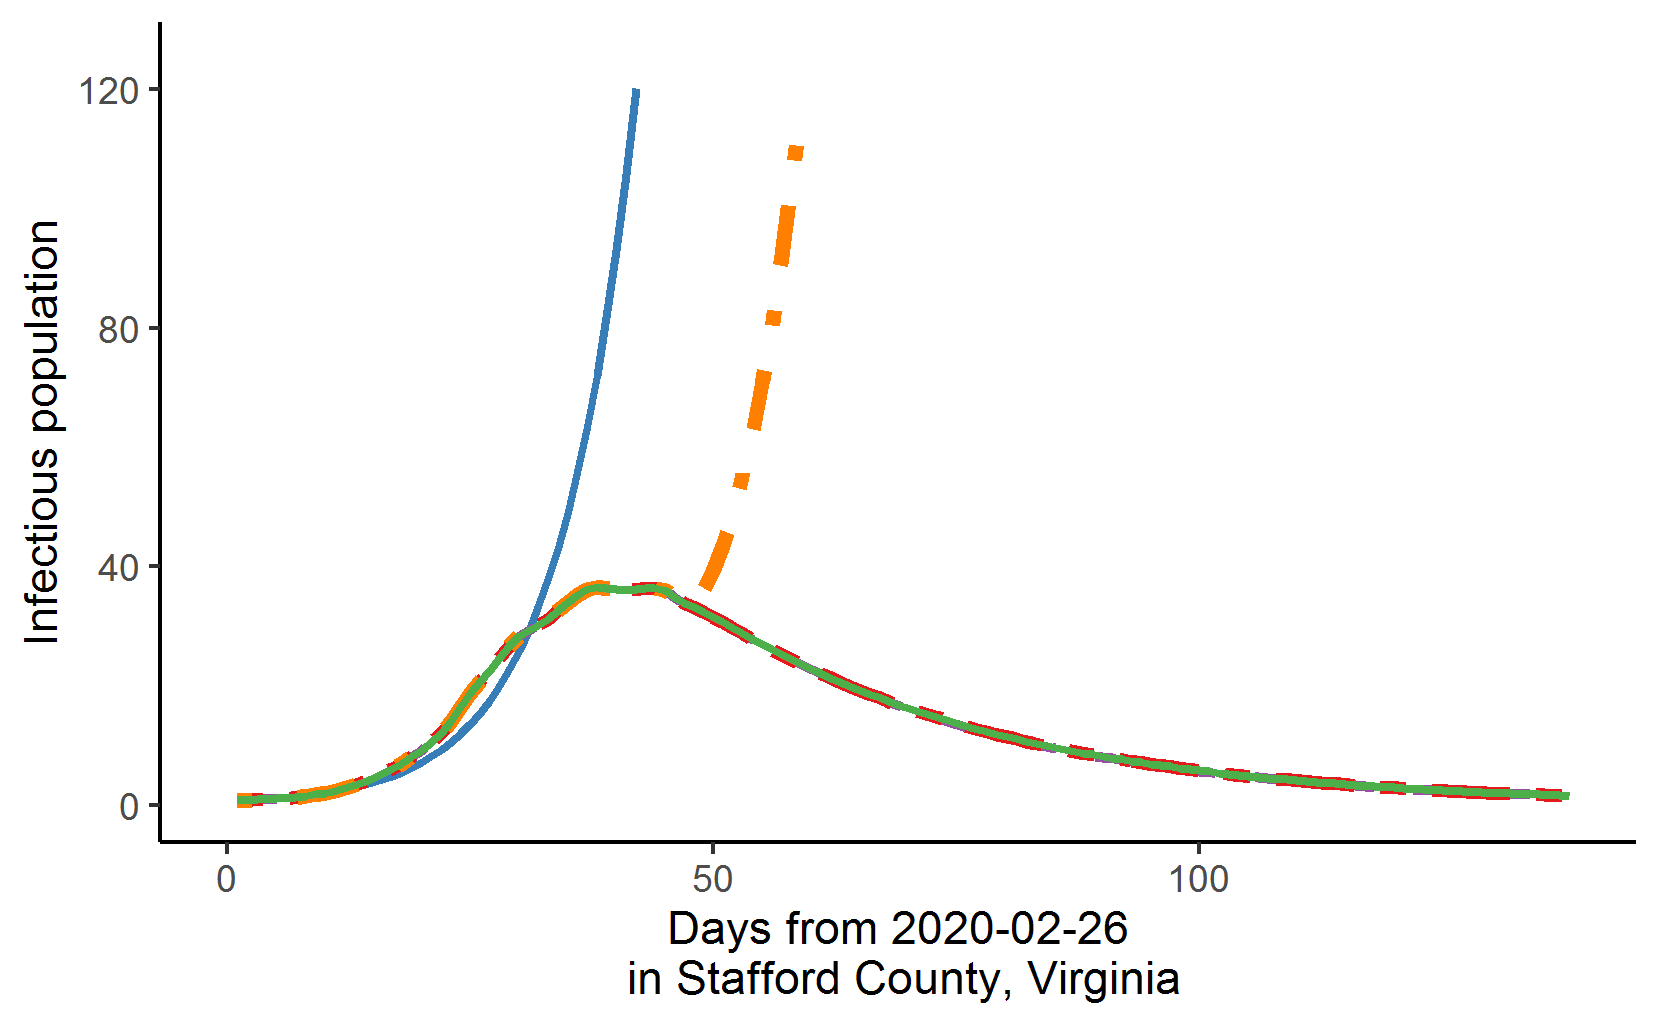 120
80
40
0
Infectious population
0 50 100
Days from 2020-02-26
in Stafford County, Virginia